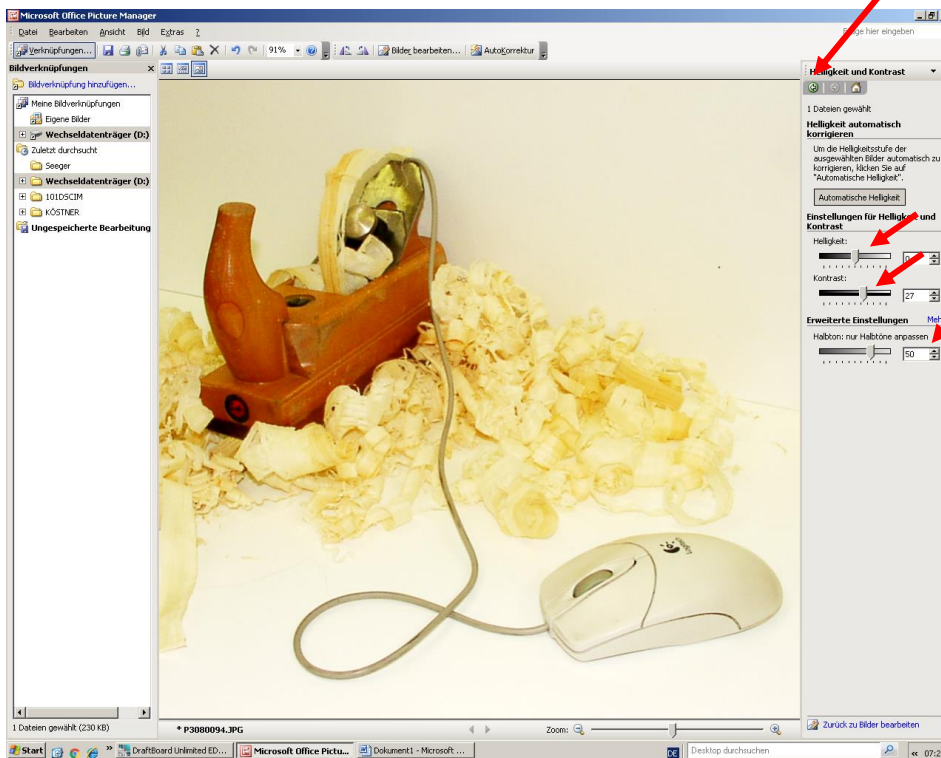 Microsoft Office Picture Manager
Datei Bearbeiten Ansicht Bild Extras ?
hier eingeben
Verknüpfungen... 91% Bilder bearbeiten... AutoKorrektur
Bildverknüpfungen
Bildverknüpfung hinzufügen...
Meine Bildverknüpfungen
Eigene Bilder
Wechseldatenträger (D:)
Zuletzt durchsucht
Seeger
Wechseldatenträger (D:)
101DSCIM
KÖSTNER
Ungespeicherte Bearbeitung
Logitech
Helligkeit und Kontrast
1 Dateien gewählt
Helligkeit automatisch
korrigieren
Um die Helligkeitsstufe der
ausgewählten Bilder automatisch zu
korrigieren, klicken Sie auf
"Automatische Helligkeit".
Automatische Helligkeit
Einstellungen für Helligkeit und
Kontrast
Helligkeit:
0
Kontrast:
27
Erweiterte Einstellungen Meh
Halbton: nur Halbtöne anpassen
50
Zurück zu Bilder bearbeiten
1 Dateien gewählt (230 KB)
* P3080094.JPG
Zoom:
Start » DraftBoard Unlimited ED... Microsoft Office Pictu... Dokument1 - Microsoft ... DE Desktop durchsuchen « 07:2